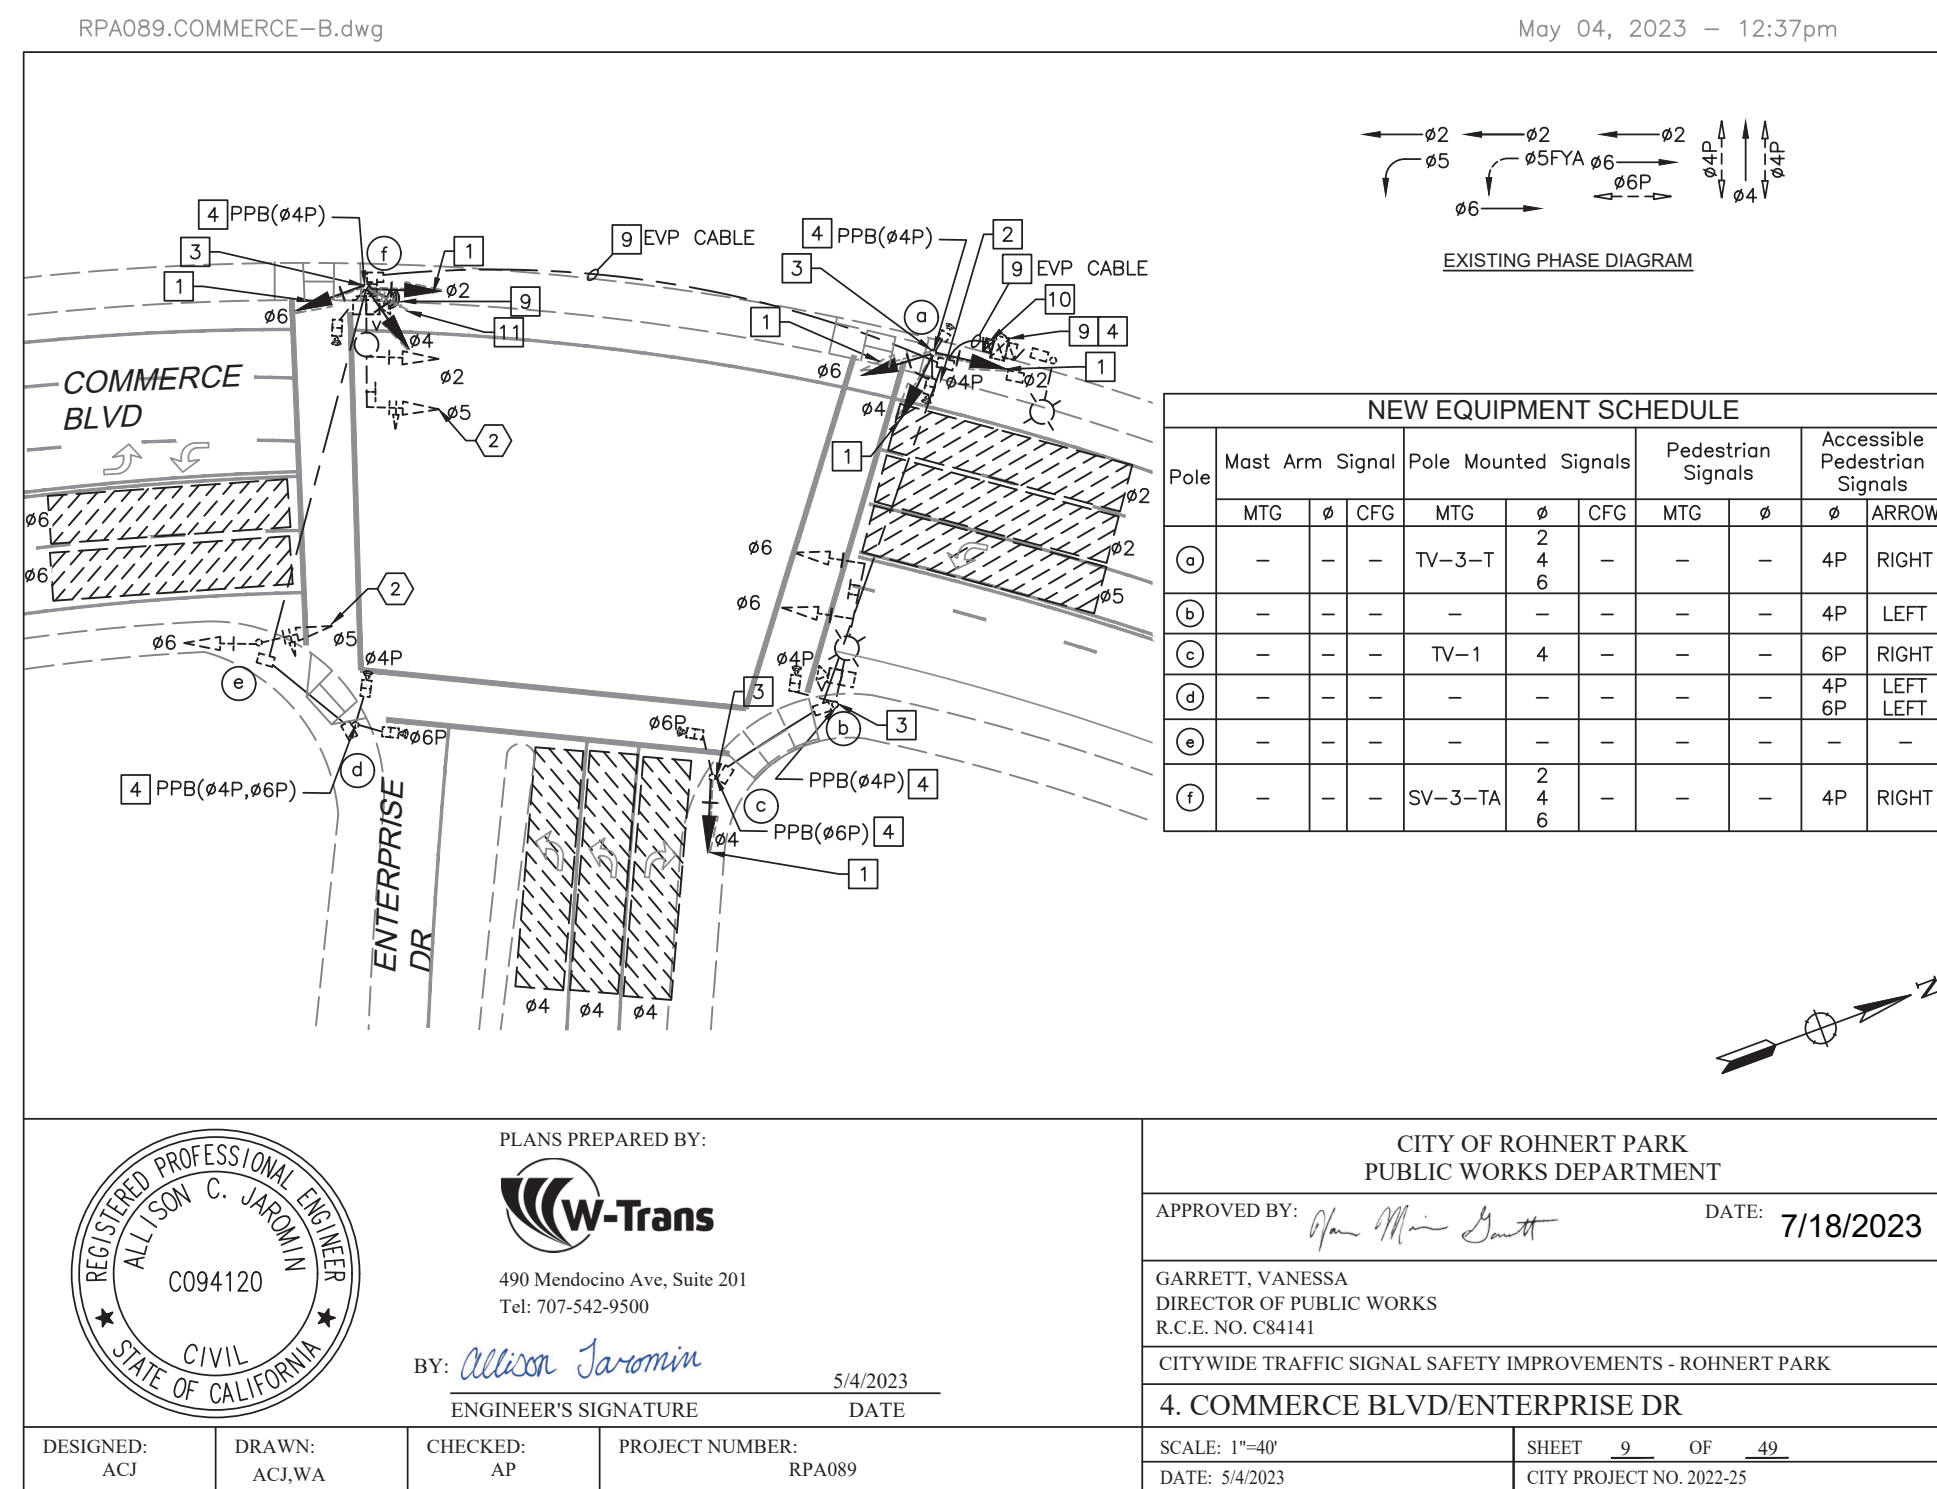 RPA089.COMMERCE-B.dwg
May 04, 2023 - 12:37pm
ø2 ø2 ø2
ø5 ø5FYA ø6
ø6P
ø6
ø4P ø4 ø4P
EXISTING PHASE DIAGRAM
4 PPB(ø4P)
3
1
f
1
ø2
9
11
ø6
ø4
ø2
ø5
2
9 EVP CABLE
4 PPB(ø4P)
2
3
9 EVP CABLE
10
a
1
9 4
1
ø6
ø4P
ø2
ø4
1
COMMERCE
BLVD
ø6
ø6
ø2
ø2
ø5
ø6
ø6
2
ø6
ø5
ø4P
e
ø4P
3
3
b
ø6P
ø6P
d
4 PPB(ø4P,ø6P)
PPB(ø4P) 4
c
PPB(ø6P) 4
ø4
1
ENTERPRISE
DR
ø4 ø4 ø4
NEW EQUIPMENT SCHEDULE
Pole Mast Arm Signal Pole Mounted Signals Pedestrian Signals Accessible Pedestrian Signals
MTG ø CFG MTG ø CFG MTG ø ø ARROW
a - - - TV-3-T 2 4 6 - - - 4P RIGHT
b - - - - - - - - 4P LEFT
c - - - TV-1 4 - - - 6P RIGHT
d - - - - - - - - 4P LEFT 6P LEFT
e - - - - - - - - - -
f - - - SV-3-TA 2 4 6 - - - 4P RIGHT
N
REGISTERED PROFESSIONAL ENGINEER
ALLISON C. JAROMIN
C094120
CIVIL
STATE OF CALIFORNIA
PLANS PREPARED BY:
W-Trans
490 Mendocino Ave, Suite 201
Tel: 707-542-9500
BY: Allison Jaromin
5/4/2023
ENGINEER'S SIGNATURE DATE
DESIGNED: ACJ
DRAWN: ACJ,WA
CHECKED: AP
PROJECT NUMBER: RPA089
CITY OF ROHNERT PARK
PUBLIC WORKS DEPARTMENT
APPROVED BY:
DATE: 7/18/2023
GARRETT, VANESSA
DIRECTOR OF PUBLIC WORKS
R.C.E. NO. C84141
CITYWIDE TRAFFIC SIGNAL SAFETY IMPROVEMENTS - ROHNERT PARK
4. COMMERCE BLVD/ENTERPRISE DR
SCALE: 1"=40'
SHEET 9 OF 49
DATE: 5/4/2023
CITY PROJECT NO. 2022-25